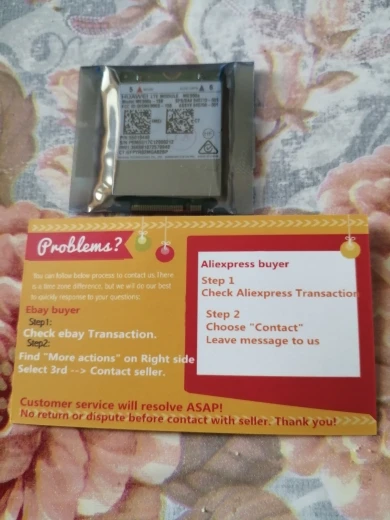 Problems?
You can follow below process to contact us.There
is a time zone difference, but we will do our best
to quickly response to your questions:
Ebay buyer
Step1:
Check ebay Transaction.
Step2:
Find "More actions" on Right side
Select 3rd --> Contact seller.
Aliexpress buyer
Step 1
Check Aliexpress Transaction
Step 2
Choose "Contact"
Leave message to us
Customer service will resolve ASAP!
No return or dispute before contact with seller. Thank you!